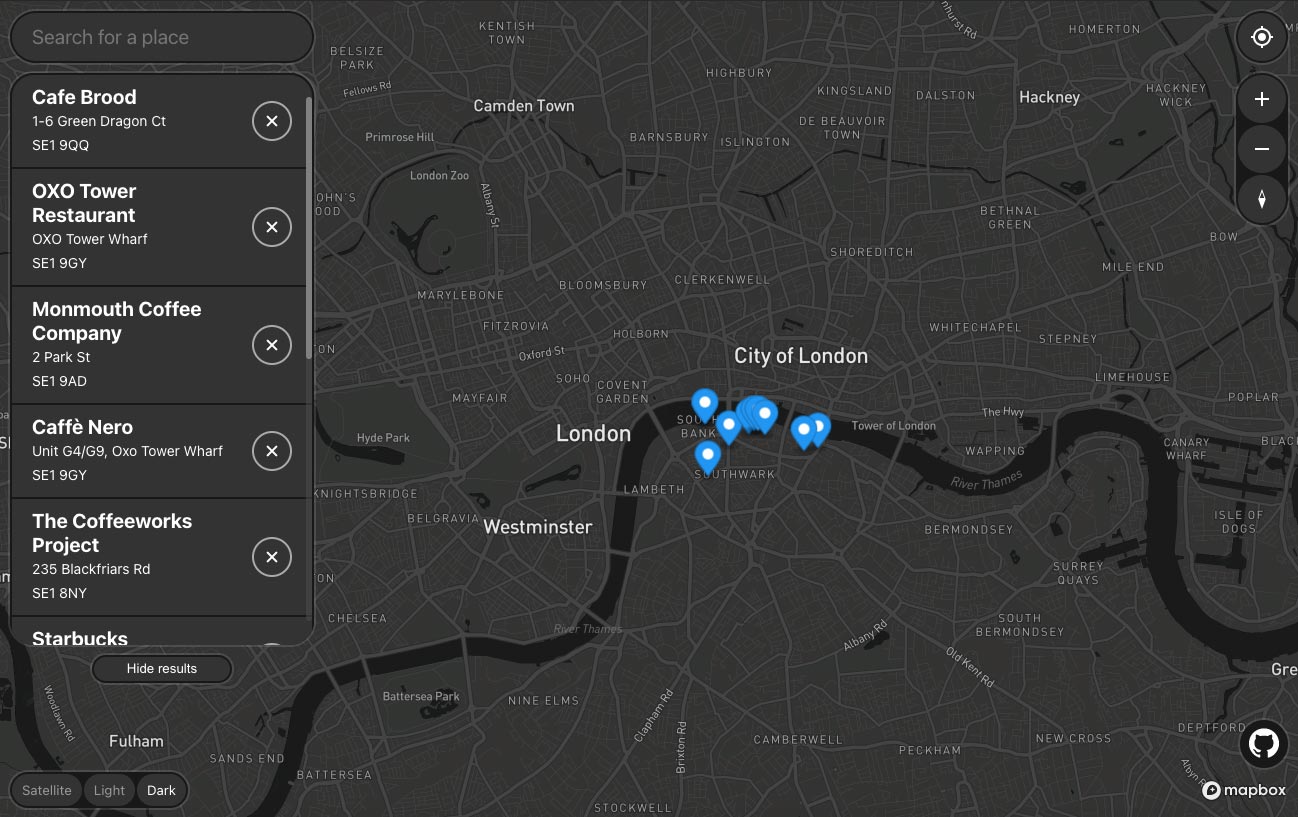 Search for a place
Cafe Brood
1-6 Green Dragon Ct
SE1 9QQ
OXO Tower
Restaurant
OXO Tower Wharf
SE1 9GY
Monmouth Coffee
Company
2 Park St
SE1 9AD
Caffè Nero
Unit G4/G9, Oxo Tower Wharf
SE1 9GY
The Coffeeworks
Project
235 Blackfriars Rd
SE1 8NY
Starbucks
Hide results
Satellite
Light
Dark
KENTISH
TOWN
BELSIZE
PARK
Fellows Rd
HIGHBURY
HOMERTON
KINGSLAND
DALSTON
Hackney
HACKNEY
WICK
Camden Town
Primrose Hill
BARNSBURY
ISLINGTON
DE BEAUVOIR
TOWN
London Zoo
Albany St
OHN'S
OOD
BETHNAL
GREEN
BOW
SHOREDITCH
MILE END
MARYLEBONE
BLOOMSBURY
CLERKENWELL
FITZROVIA
HOLBORN
WHITECHAPEL
STEPNEY
Oxford St
City of London
SOHO
COVENT
GARDEN
LIMEHOUSE
MAYFAIR
POPLAR
The Hwy
Hyde Park
London
BANK
Tower of London
WAPPING
CANARY
WHARF
SOUTHWARK
River Thames
KNIGHTSBRIDGE
LAMBETH
BELGRAVIA
Westminster
BERMONDSEY
ISLE OF
DOGS
SURREY
QUAYS
CHELSEA
River Thames
SOUTH
BERMONDSEY
Albany Rd
Old Kent Rd
Battersea Park
NINE ELMS
Clapham Rd
Brixton Rd
Woodlawn Rd
Fulham
SANDS END
BATTERSEA
CAMBERWELL
PECKHAM
NEW CROSS
DEPTFORD
STOCKWELL
mapbox